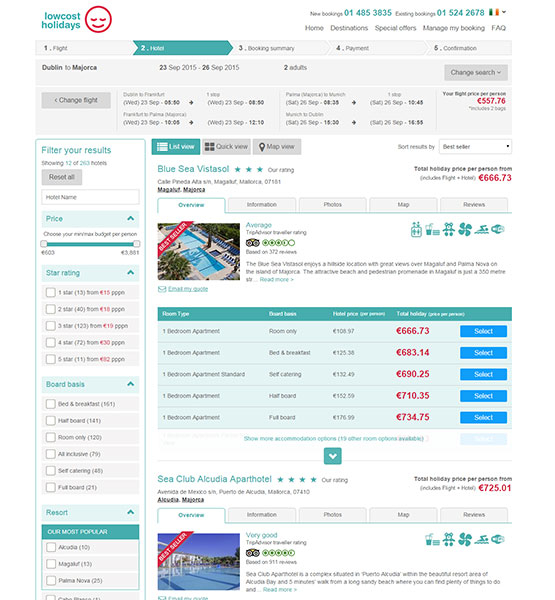 lowcost
holidays
New bookings 01 485 3835 Existing bookings 01 524 2678
Home Destinations Special offers Manage my booking FAQ
1 . Flight 2 . Hotel 3 . Booking summary 4 . Payment 5 . Confirmation
Dublin to Majorca 23 Sep 2015 - 26 Sep 2015 2 adults
Change search
‹ Change flight
Dublin to Frankfurt 1 stop
(Wed) 23 Sep - 05:50 → (Wed) 23 Sep - 08:50
Frankfurt to Palma (Majorca)
(Wed) 23 Sep - 10:05 → (Wed) 23 Sep - 12:10
Palma (Majorca) to Munich 1 stop
(Sat) 26 Sep - 08:35 → (Sat) 26 Sep - 10:45
Munich to Dublin
(Sat) 26 Sep - 15:30 → (Sat) 26 Sep - 16:55
Your flight price per person
€557.76
*Includes 2 bags
Filter your results
Showing 12 of 263 hotels
Reset all
Hotel Name
Price
Choose your min/max budget per person
€603 €3,881
Star rating
1 star (13) from €15 pppn
2 star (40) from €18 pppn
3 star (123) from €19 pppn
4 star (72) from €30 pppn
5 star (11) from €82 pppn
Board basis
Bed & breakfast (161)
Half board (141)
Room only (120)
All inclusive (79)
Self catering (48)
Full board (21)
Resort
OUR MOST POPULAR
Alcudia (10)
Magaluf (13)
Palma Nova (25)
List view Quick view Map view
Sort results by Best seller
Blue Sea Vistasol ★ ★ ★ Our rating
Calle Pineda Alta s/n, Magaluf, Mallorca, 07181
Magaluf, Majorca
Total holiday price per person from
(includes Flight + Hotel) €666.73
Overview Information Photos Map Reviews
BEST SELLER
Email my quote
Average
TripAdvisor traveller rating
Based on 372 reviews
The Blue Sea Vistasol enjoys a hillside location with great views over Magaluf and Palma Nova on
the island of Majorca. The attractive beach and pedestrian promenade in Magaluf is just a 350 metre
str... Read more >
Room Type Board basis Hotel price (per person) Total holiday (price per person)
1 Bedroom Apartment Room only €108.97 €666.73 Select
1 Bedroom Apartment Bed & breakfast €125.38 €683.14 Select
1 Bedroom Apartment Standard Self catering €132.49 €690.25 Select
1 Bedroom Apartment Half board €152.59 €710.35 Select
1 Bedroom Apartment Full board €176.99 €734.75 Select
Show more accommodation options (19 other room options available)
Sea Club Alcudia Aparthotel ★ ★ ★ ★ Our rating
Avenida de Mexico s/n, Puerto de Alcudia, Mallorca, 07410
Alcudia, Majorca
Total holiday price per person from
(includes Flight + Hotel) €725.01
Overview Information Photos Map Reviews
BEST SELLER
Email my quote
Very good
TripAdvisor traveller rating
Based on 511 reviews
Sea Club Aparthotel is a complex situated in 'Puerto Alcudia' within the beautiful resort area of
Alcudia Bay and 5 minutes' walk from a long sandy beach where you can find plenty of things to do
and... Read more >